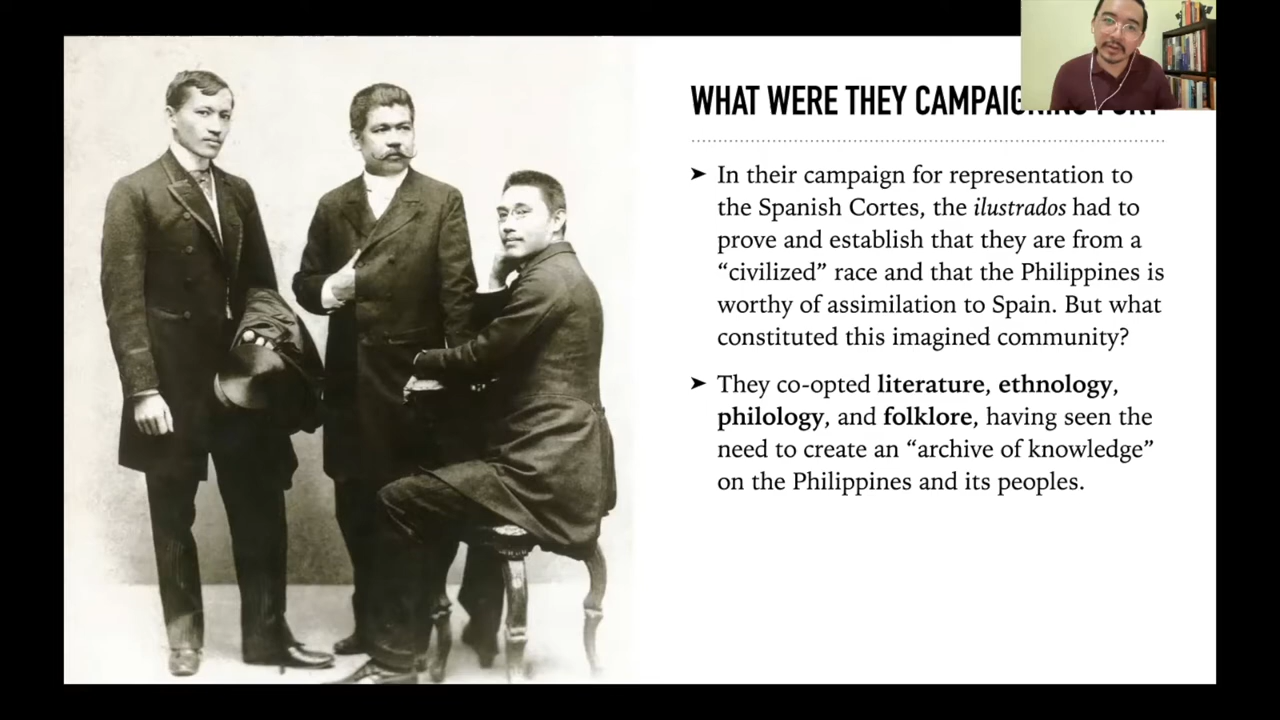 WHAT WERE THEY CAMPAIGNING FOR?
➤ In their campaign for representation to
the Spanish Cortes, the ilustrados had to
prove and establish that they are from a
“civilized” race and that the Philippines is
worthy of assimilation to Spain. But what
constituted this imagined community?
➤ They co-opted literature, ethnology,
philology, and folklore, having seen the
need to create an “archive of knowledge”
on the Philippines and its peoples.